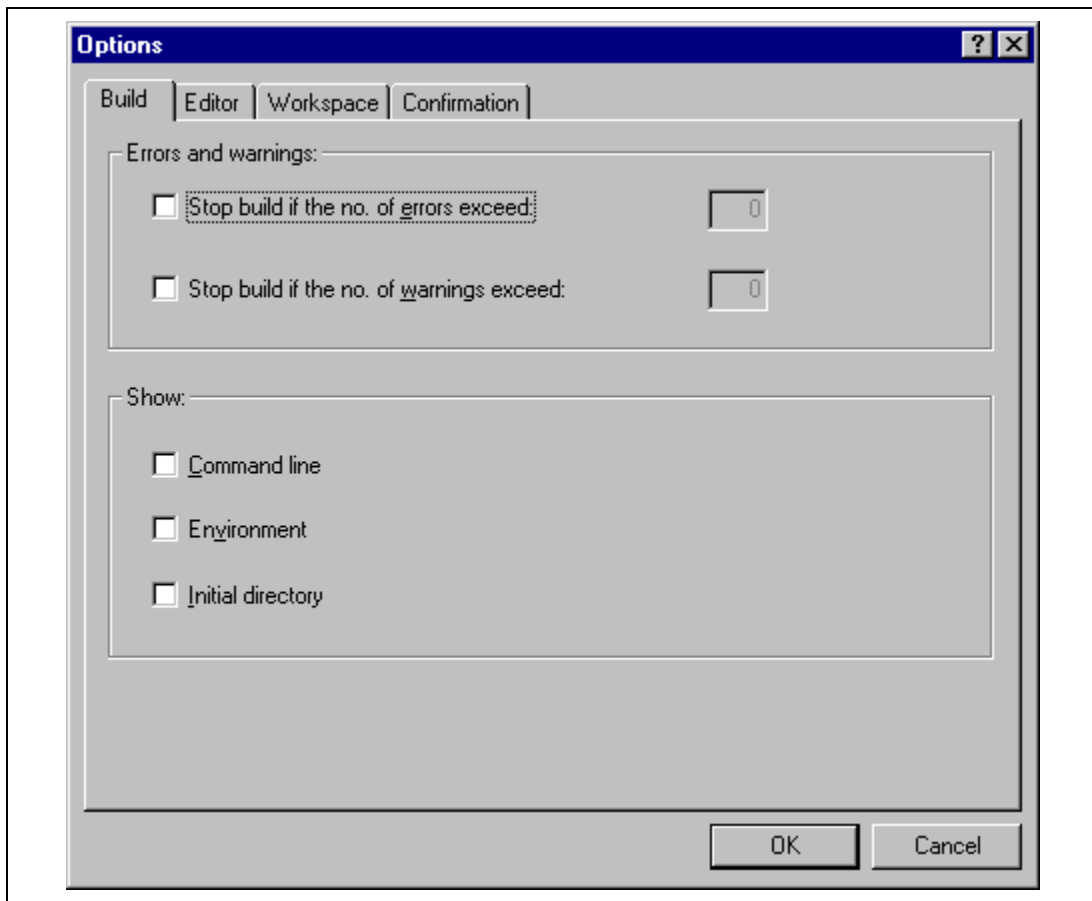 Options
Build Editor Workspace Confirmation
Errors and warnings:
Stop build if the no. of errors exceed: 0
Stop build if the no. of warnings exceed: 0
Show:
Command line
Environment
Initial directory
OK Cancel